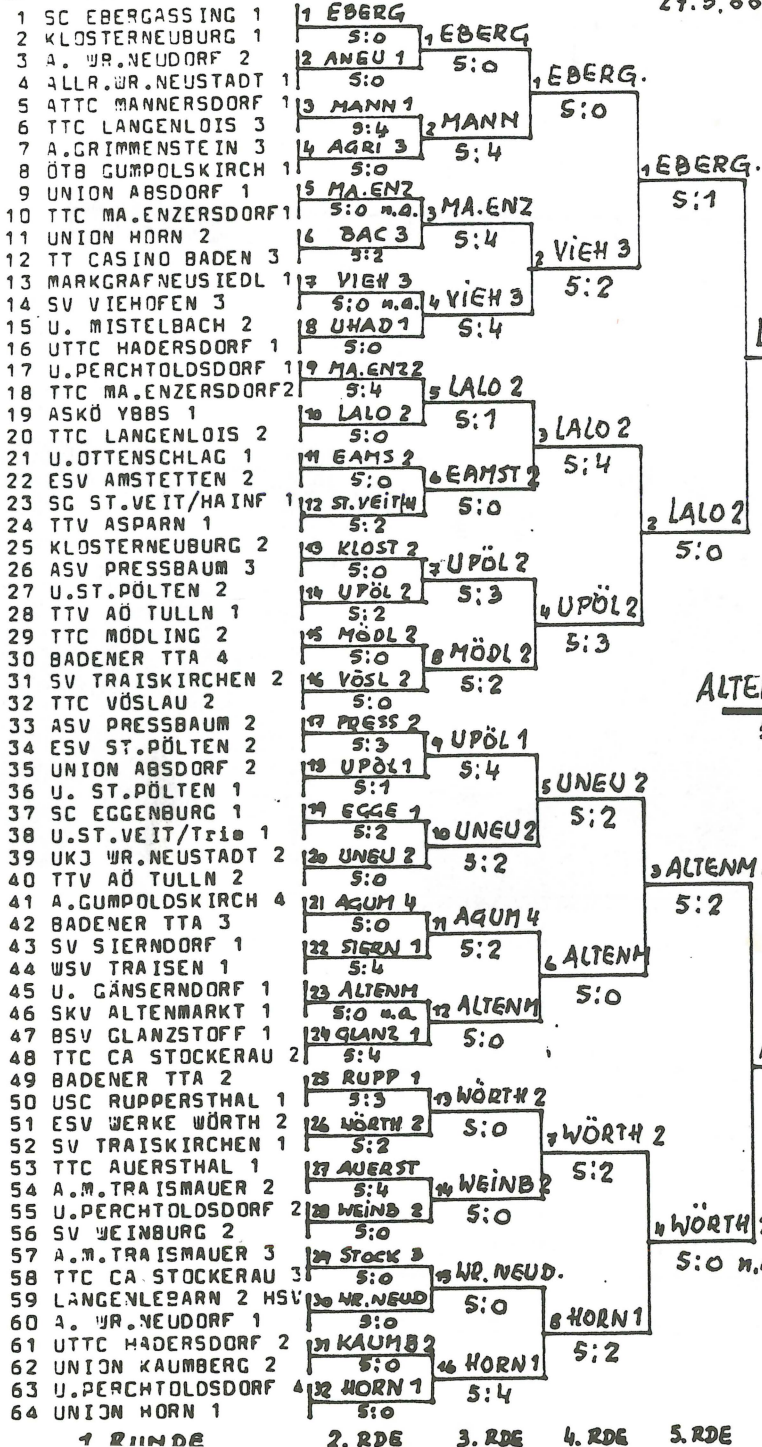 1 SC EBERGASSING 1
2 KLOSTERNEUBURG 1
3 A. WR.NEUDORF 2
4 ALLR.WR.NEUSTADT 1
5 ATTC MANNERSDORF 1
6 TTC LANGENLOIS 3
7 A.GRIMMENSTEIN 3
8 ÖTB GUMPOLSKIRCH 1
9 UNION ABSDORF 1
10 TTC MA.ENZERSDORF1
11 UNION HORN 2
12 TT CASINO BADEN 3
13 MARKGRAFNEUSIEDL 1
14 SV VIEHOFEN 3
15 U. MISTELBACH 2
16 UTTC HADERSDORF 1
17 U.PERCHTOLDSDORF 1
18 TTC MA.ENZERSDORF2
19 ASKÖ YBBS 1
20 TTC LANGENLOIS 2
21 U.OTTENSCHLAG 1
22 ESV AMSTETTEN 2
23 SG ST.VEIT/HAINF 1
24 TTV ASPARN 1
25 KLOSTERNEUBURG 2
26 ASV PRESSBAUM 3
27 U.ST.PÖLTEN 2
28 TTV AÖ TULLN 1
29 TTC MÖDLING 2
30 BADENER TTA 4
31 SV TRAISKIRCHEN 2
32 TTC VÖSLAU 2
33 ASV PRESSBAUM 2
34 ESV ST.PÖLTEN 2
35 UNION ABSDORF 2
36 U. ST.PÖLTEN 1
37 SC EGGENBURG 1
38 U.ST.VEIT/Trie 1
39 UKJ WR.NEUSTADT 2
40 TTV AÖ TULLN 2
41 A.GUMPOLDSKIRCH 4
42 BADENER TTA 3
43 SV SIERNDORF 1
44 WSV TRAISEN 1
45 U. GÄNSERNDORF 1
46 SKV ALTENMARKT 1
47 BSV GLANZSTOFF 1
48 TTC CA STOCKERAU 2
49 BADENER TTA 2
50 USC RUPPERSTHAL 1
51 ESV WERKE WÖRTH 2
52 SV TRAISKIRCHEN 1
53 TTC AUERSTHAL 1
54 A.M.TRAISMAUER 2
55 U.PERCHTOLDSDORF 2
56 SV WEINBURG 2
57 A.M.TRAISMAUER 3
58 TTC CA STOCKERAU 3
59 LANGENLEBARN 2 HSV
60 A. WR.NEUDORF 1
61 UTTC HADERSDORF 2
62 UNION KAUMBERG 2
63 U.PERCHTOLDSDORF 4
64 UNION HORN 1
1 RUNDE
1 EBERG
5:0
2 ANEU 1
5:0
3 MANN 1
5:4
4 AGRI 3
5:0
5 MA.ENZ
5:0 n.a.
6 BAC 3
5:2
7 VIEH 3
5:0 n.a.
8 UHAD 1
5:0
9 MA.ENZ2
5:4
10 LALO 2
5:0
11 EAMS 2
5:0
12 ST.VEIT/H
5:2
13 KLOST 2
5:0
14 UPÖL 2
5:2
15 MÖDL 2
5:0
16 VÖSL 2
5:0
17 PRESS 2
5:3
18 UPÖL1
5:1
19 EGGE 1
5:2
20 UNEU 2
5:0
21 AGUM 4
5:0
22 SIERN 1
5:4
23 ALTENM
5:0 n.a
24 GLANZ 1
5:4
25 RUPP 1
5:3
26 WÖRTH 2
5:2
27 AUERST
5:4
28 WEINB 2
5:0
29 STOCK 3
5:0
30 WR.NEUD
5:0
31 KAUMB2
5:0
32 HORN 1
5:0
2. RDE
1 EBERG
5:0
2 MANN
5:4
3 MA.ENZ
5:4
4 VIEH 3
5:4
5 LALO 2
5:1
6 EAMST 2
5:0
7 UPÖL 2
5:3
8 MÖDL 2
5:2
9 UPÖL 1
5:4
10 UNEU2
5:2
11 AGUM 4
5:2
12 ALTENM
5:0
13 WÖRTH 2
5:0
14 WEINB 2
5:0
15 WR. NEUD.
5:0
16 HORN1
5:4
3. RDE
1 EBERG.
5:0
2 VIEH 3
5:2
3 LALO 2
5:4
4 UPÖL 2
5:3
5 UNEU 2
5:2
6 ALTENM
5:0
7 WÖRTH 2
5:2
8 HORN1
5:2
4. RDE
1 EBERG.
5:1
2 LALO 2
5:0
3 ALTENM
5:2
4 WÖRTH 2
5:0 n.
5. RDE
ALTE